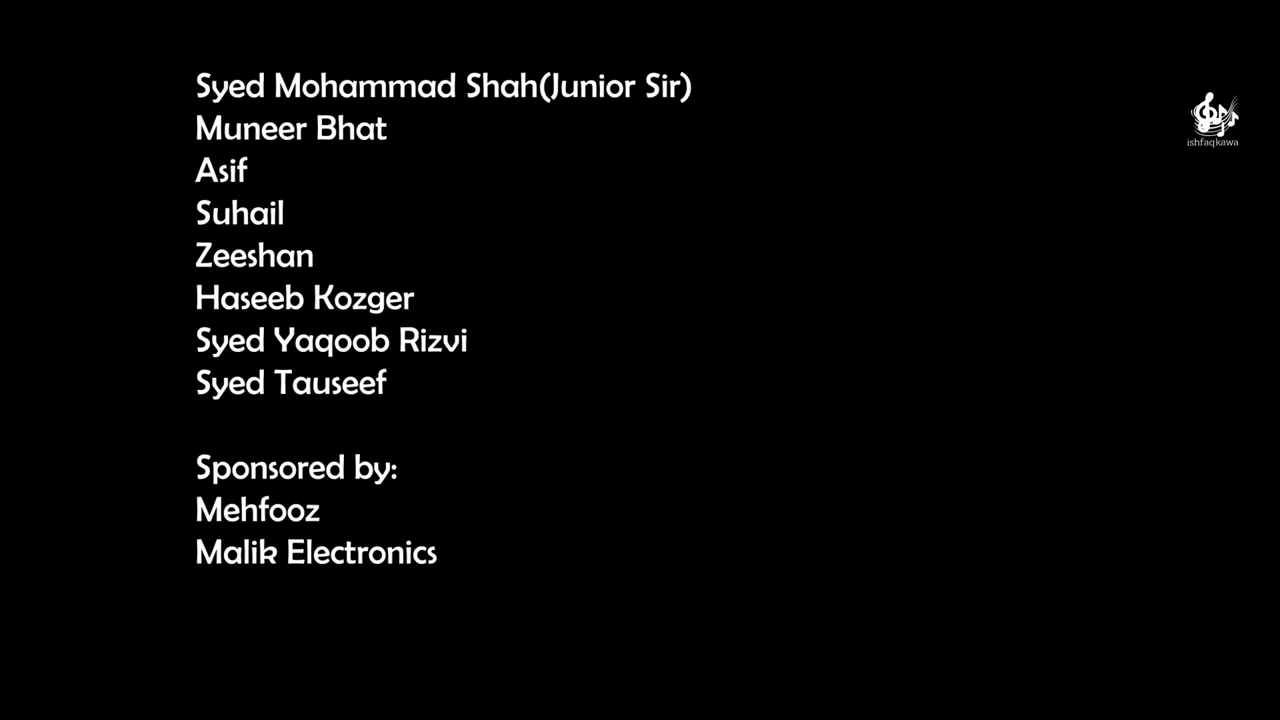 Syed Mohammad Shah(Junior Sir)
Muneer Bhat
Asif
Suhail
Zeeshan
Haseeb Kozger
Syed Yaqoob Rizvi
Syed Tauseef
Sponsored by:
Mehfooz
Malik Electronics
ishfaqkawa